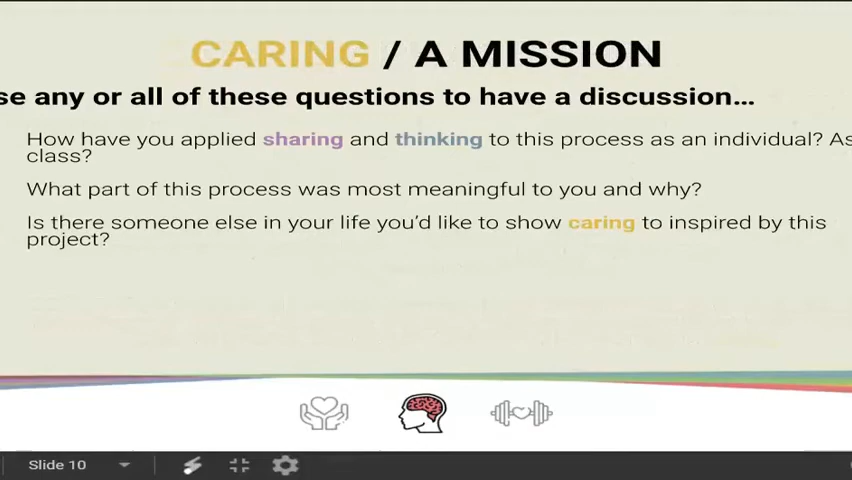 CARING / A MISSION
se any or all of these questions to have a discussion...
How have you applied sharing and thinking to this process as an individual? As
class?
What part of this process was most meaningful to you and why?
Is there someone else in your life you'd like to show caring to inspired by this
project?
Slide 10